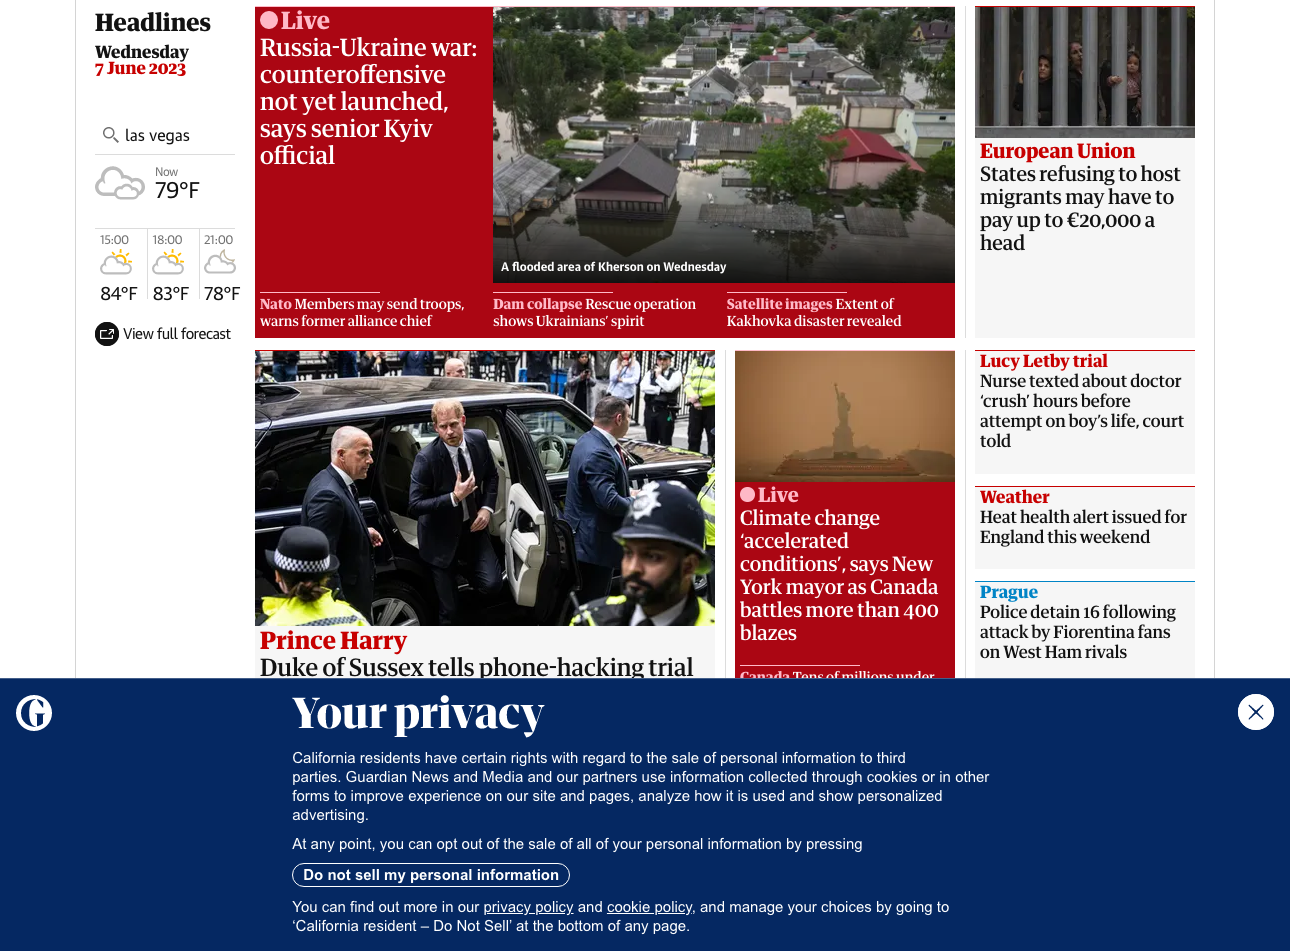 Headlines
Wednesday
7 June 2023
las vegas
Now
79°F
15:00
84°F
18:00
83°F
21:00
78°F
View full forecast
Live
Russia-Ukraine war:
counteroffensive
not yet launched,
says senior Kyiv
official
A flooded area of Kherson on Wednesday
Nato Members may send troops,
warns former alliance chief
Dam collapse Rescue operation
shows Ukrainians’ spirit
Satellite images Extent of
Kakhovka disaster revealed
European Union
States refusing to host
migrants may have to
pay up to €20,000 a
head
Prince Harry
Duke of Sussex tells phone-hacking trial
Live
Climate change
‘accelerated
conditions’, says New
York mayor as Canada
battles more than 400
blazes
Canada Tens of millions under
Lucy Letby trial
Nurse texted about doctor
‘crush’ hours before
attempt on boy’s life, court
told
Weather
Heat health alert issued for
England this weekend
Prague
Police detain 16 following
attack by Fiorentina fans
on West Ham rivals
G
Your privacy
California residents have certain rights with regard to the sale of personal information to third
parties. Guardian News and Media and our partners use information collected through cookies or in other
forms to improve experience on our site and pages, analyze how it is used and show personalized
advertising.
At any point, you can opt out of the sale of all of your personal information by pressing
Do not sell my personal information
You can find out more in our privacy policy and cookie policy, and manage your choices by going to
‘California resident – Do Not Sell’ at the bottom of any page.